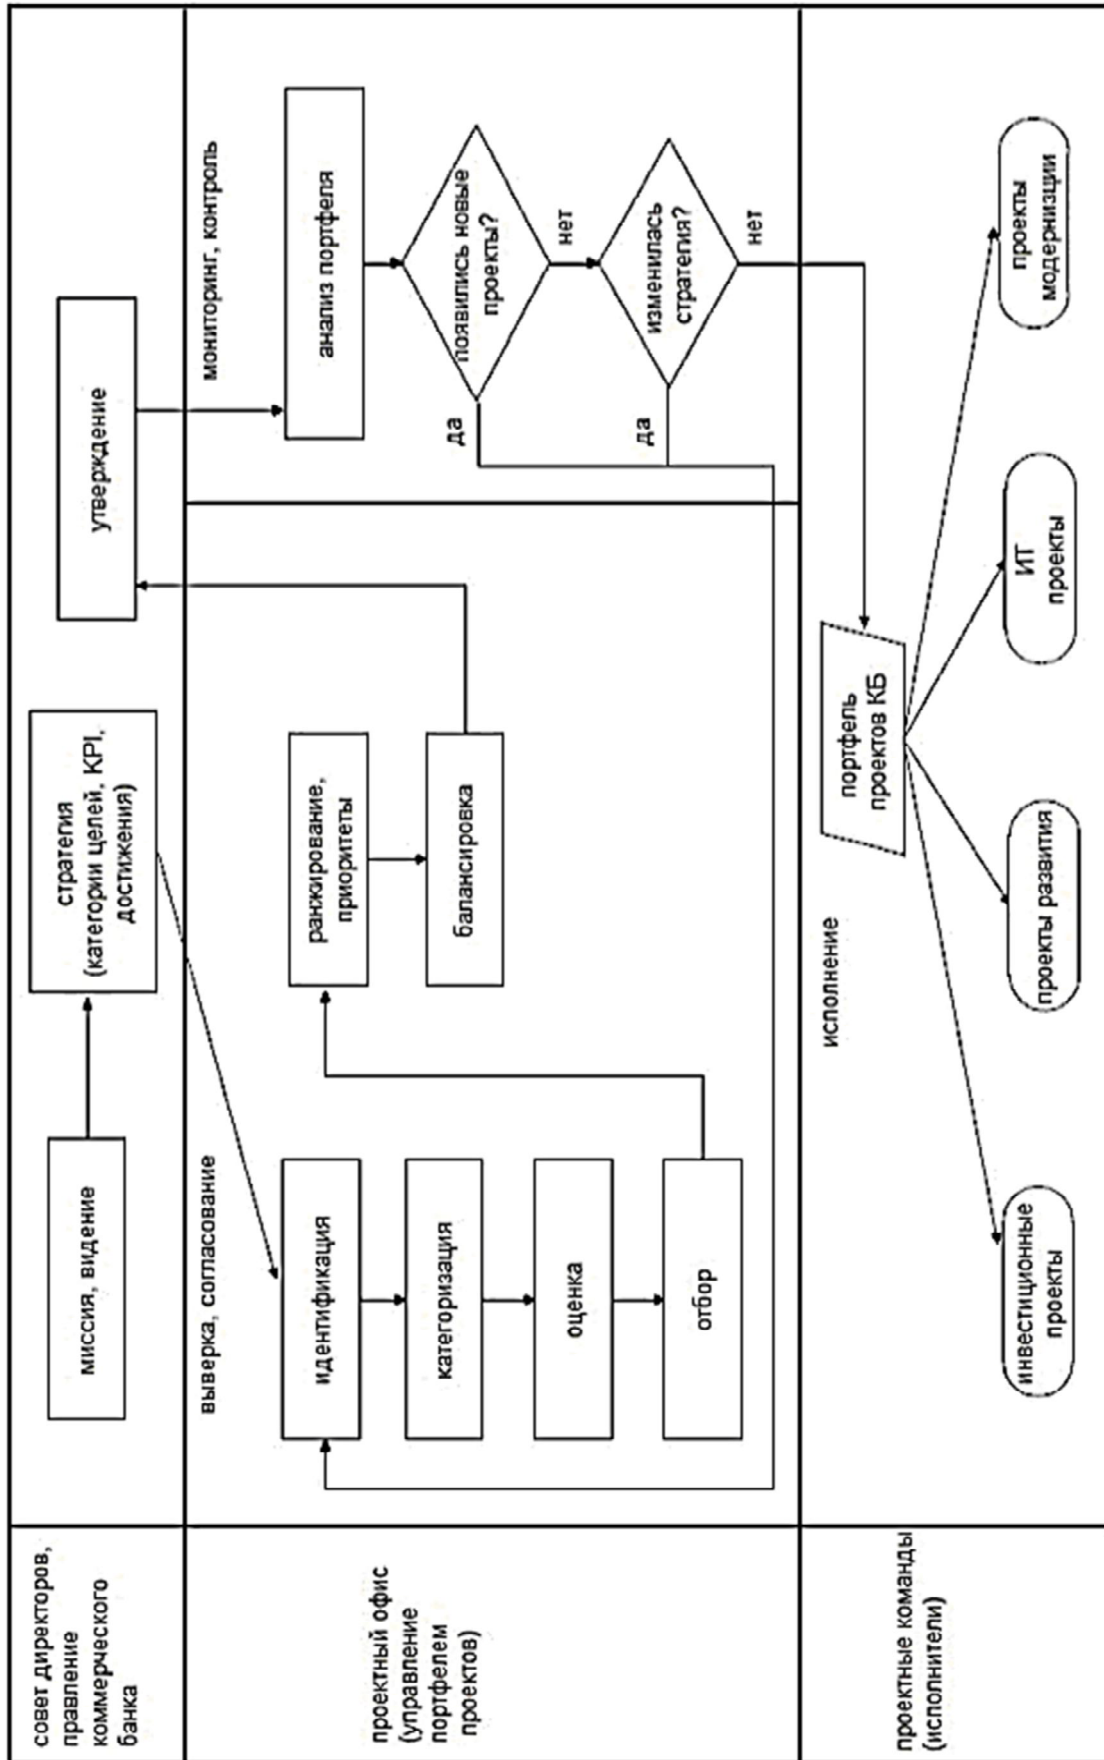 совет директоров,
правление
коммерческого
банка
миссия, видение
стратегия
(категории целей, KPI,
достижения)
утверждение
проектный офис
(управление
портфелем
проектов)
выверка, согласование
идентификация
категоризация
оценка
отбор
ранжирование,
приоритеты
балансировка
мониторинг, контроль
анализ портфеля
появились новые
проекты?
да
нет
изменилась
стратегия?
да
нет
проектные команды
(исполнители)
исполнение
портфель
проектов КБ
инвестиционные
проекты
проекты развития
ИТ
проекты
проекты
модернизции